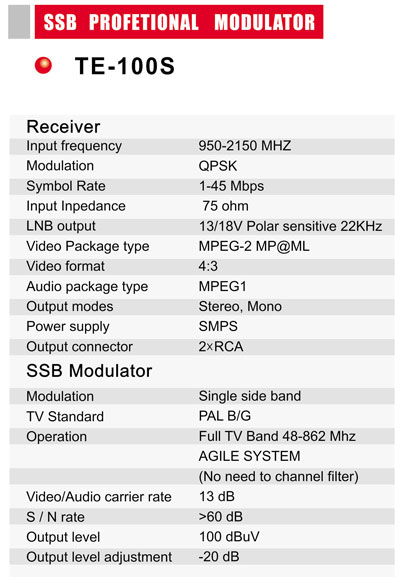 SSB PROFETIONAL MODULATOR
TE-100S
Receiver
Input frequency 950-2150 MHZ
Modulation QPSK
Symbol Rate 1-45 Mbps
Input Inpedance 75 ohm
LNB output 13/18V Polar sensitive 22KHz
Video Package type MPEG-2 MP@ML
Video format 4:3
Audio package type MPEG1
Output modes Stereo, Mono
Power supply SMPS
Output connector 2xRCA
SSB Modulator
Modulation Single side band
TV Standard PAL B/G
Operation Full TV Band 48-862 Mhz
AGILE SYSTEM
(No need to channel filter)
Video/Audio carrier rate 13 dB
S / N rate >60 dB
Output level 100 dBuV
Output level adjustment -20 dB